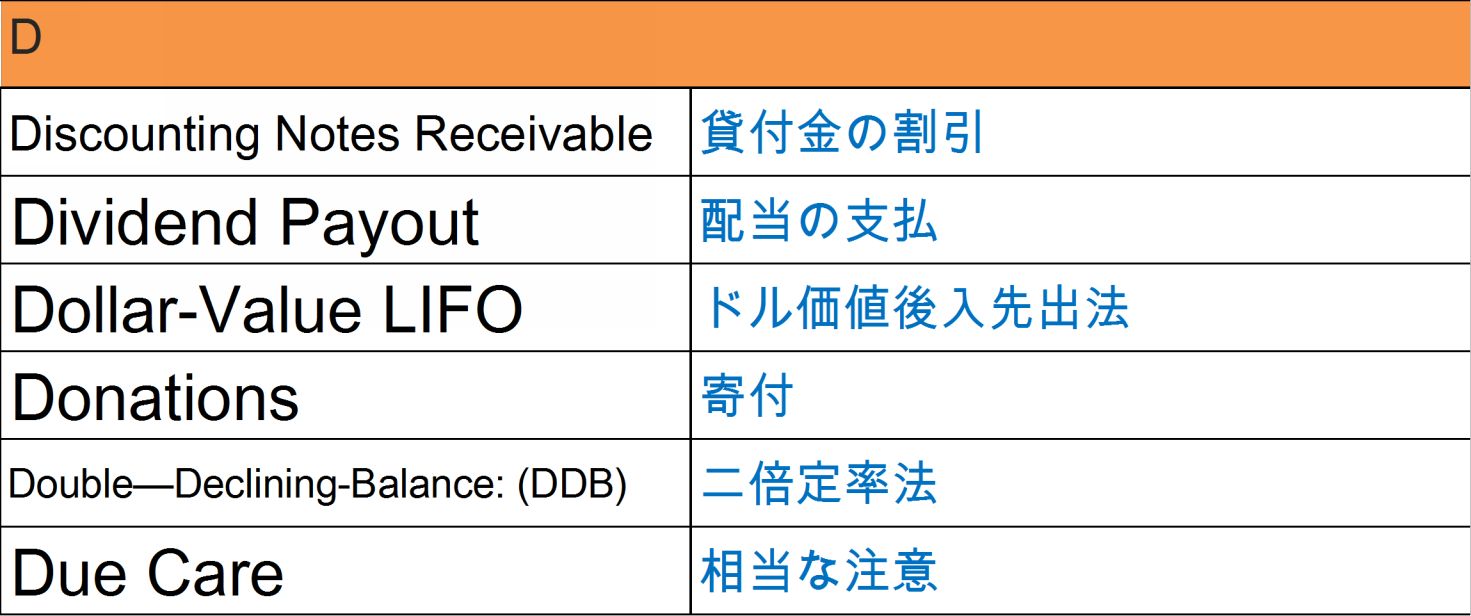 D
Discounting Notes Receivable 貸付金の割引
Dividend Payout 配当の支払
Dollar-Value LIFO ドル価値後入先出法
Donations 寄付
Double—Declining-Balance: (DDB) 二倍定率法
Due Care 相当な注意